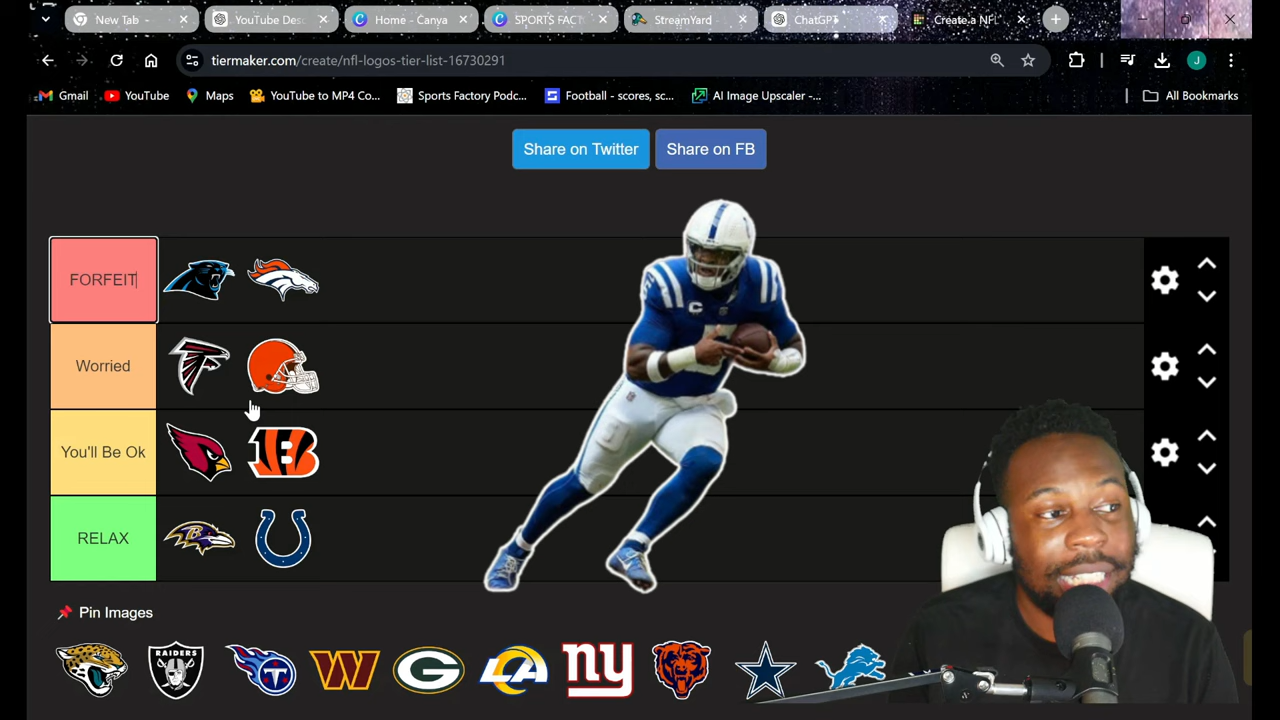 New Tab -
YouTube Des
Home - Canva
SPORTS FACT
StreamYard
ChatGPT
Create a NFL
tiermaker.com/create/nfl-logos-tier-list-16730291
J
Gmail
YouTube
Maps
YouTube to MP4 Co...
Sports Factory Podc...
Football - scores, sc...
AI Image Upscaler -...
All Bookmarks
Share on Twitter
Share on FB
FORFEIT
Worried
You'll Be Ok
RELAX
C
B
📌 Pin Images
RAIDERS
W
G
ny